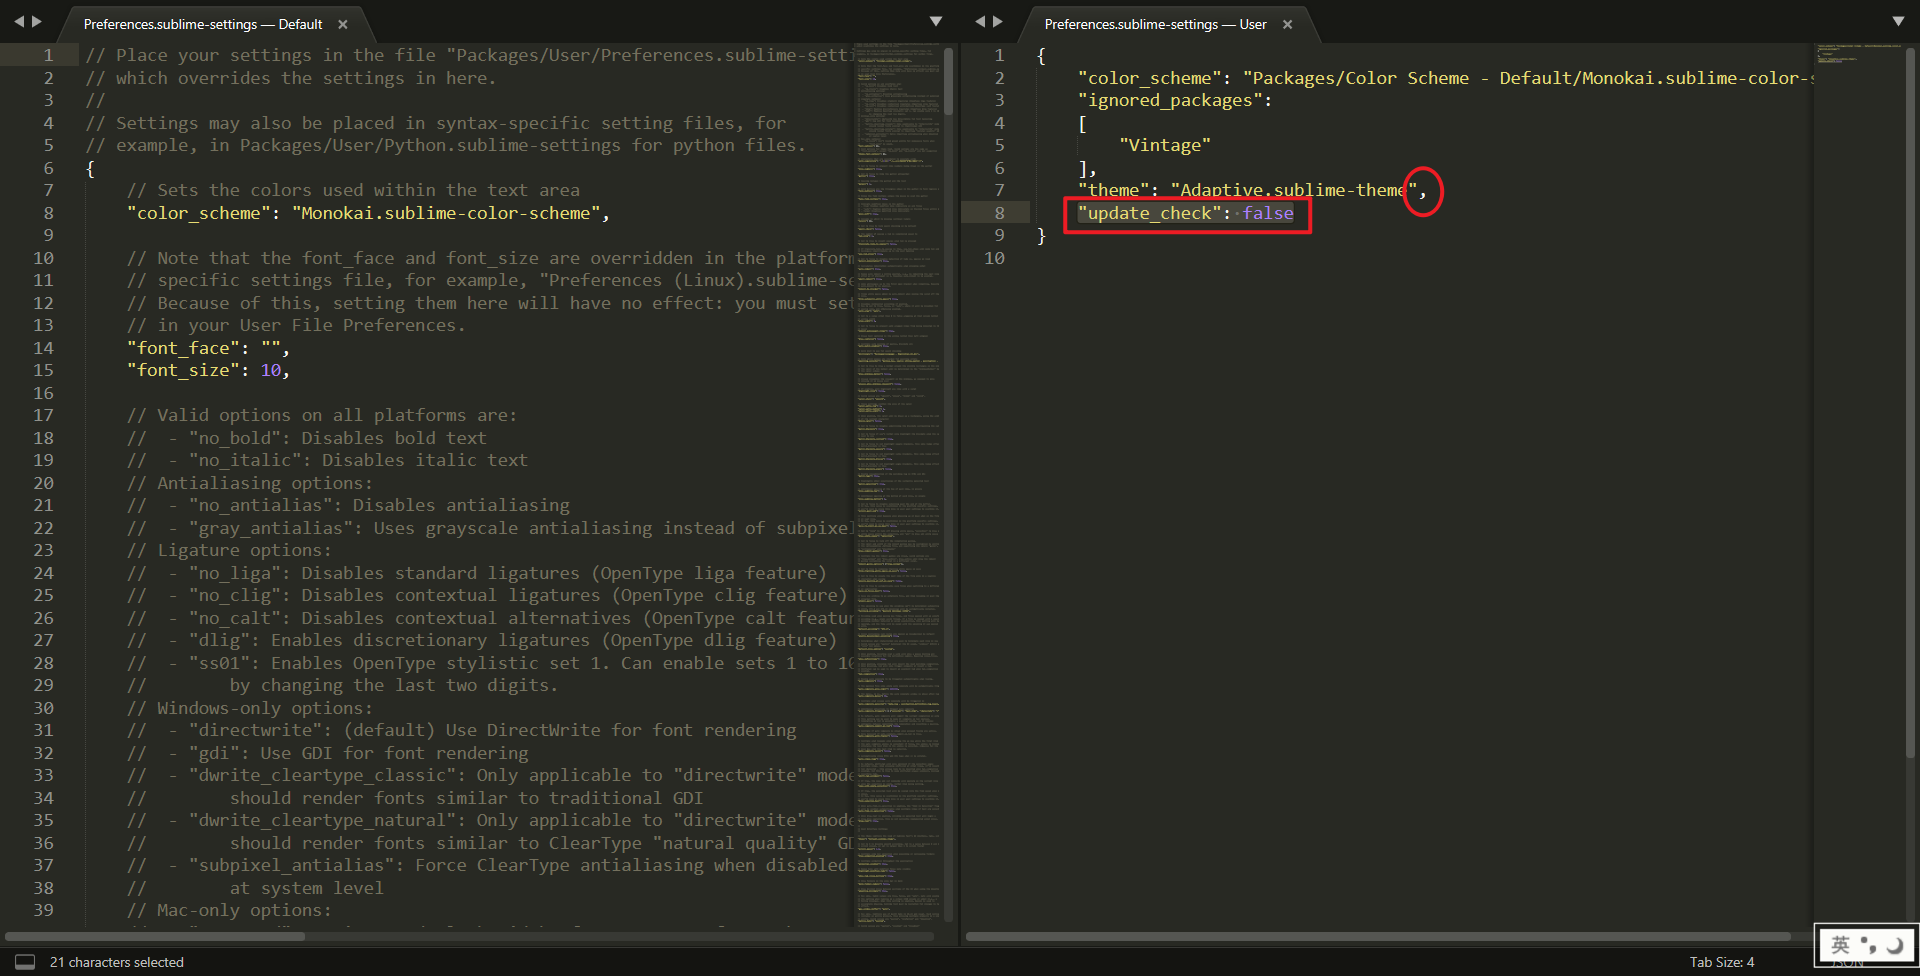 Preferences.sublime-settings — Default
1 // Place your settings in the file "Packages/User/Preferences.sublime-setti
2 // which overrides the settings in here.
3 //
4 // Settings may also be placed in syntax-specific setting files, for
5 // example, in Packages/User/Python.sublime-settings for python files.
6 {
7 // Sets the colors used within the text area
8 "color_scheme": "Monokai.sublime-color-scheme",
9
10 // Note that the font_face and font_size are overridden in the platform
11 // specific settings file, for example, "Preferences (Linux).sublime-se
12 // Because of this, setting them here will have no effect: you must set
13 // in your User File Preferences.
14 "font_face": "",
15 "font_size": 10,
16
17 // Valid options on all platforms are:
18 //  - "no_bold": Disables bold text
19 //  - "no_italic": Disables italic text
20 // Antialiasing options:
21 //  - "no_antialias": Disables antialiasing
22 //  - "gray_antialias": Uses grayscale antialiasing instead of subpixel
23 // Ligature options:
24 //  - "no_liga": Disables standard ligatures (OpenType liga feature)
25 //  - "no_clig": Disables contextual ligatures (OpenType clig feature)
26 //  - "no_calt": Disables contextual alternatives (OpenType calt featur
27 //  - "dlig": Enables discretionary ligatures (OpenType dlig feature)
28 //  - "ss01": Enables OpenType stylistic set 1. Can enable sets 1 to 10
29 //        by changing the last two digits.
30 // Windows-only options:
31 //  - "directwrite": (default) Use DirectWrite for font rendering
32 //  - "gdi": Use GDI for font rendering
33 //  - "dwrite_cleartype_classic": Only applicable to "directwrite" mode
34 //        should render fonts similar to traditional GDI
35 //  - "dwrite_cleartype_natural": Only applicable to "directwrite" mode
36 //        should render fonts similar to ClearType "natural quality" GD
37 //  - "subpixel_antialias": Force ClearType antialiasing when disabled
38 //        at system level
39 // Mac-only options:
Preferences.sublime-settings — User
1 {
2 "color_scheme": "Packages/Color Scheme - Default/Monokai.sublime-color-s
3 "ignored_packages":
4 [
5 "Vintage"
6 ],
7 "theme": "Adaptive.sublime-theme",
8 "update_check": false
9 }
10
21 characters selected
Tab Size: 4
JSON
英